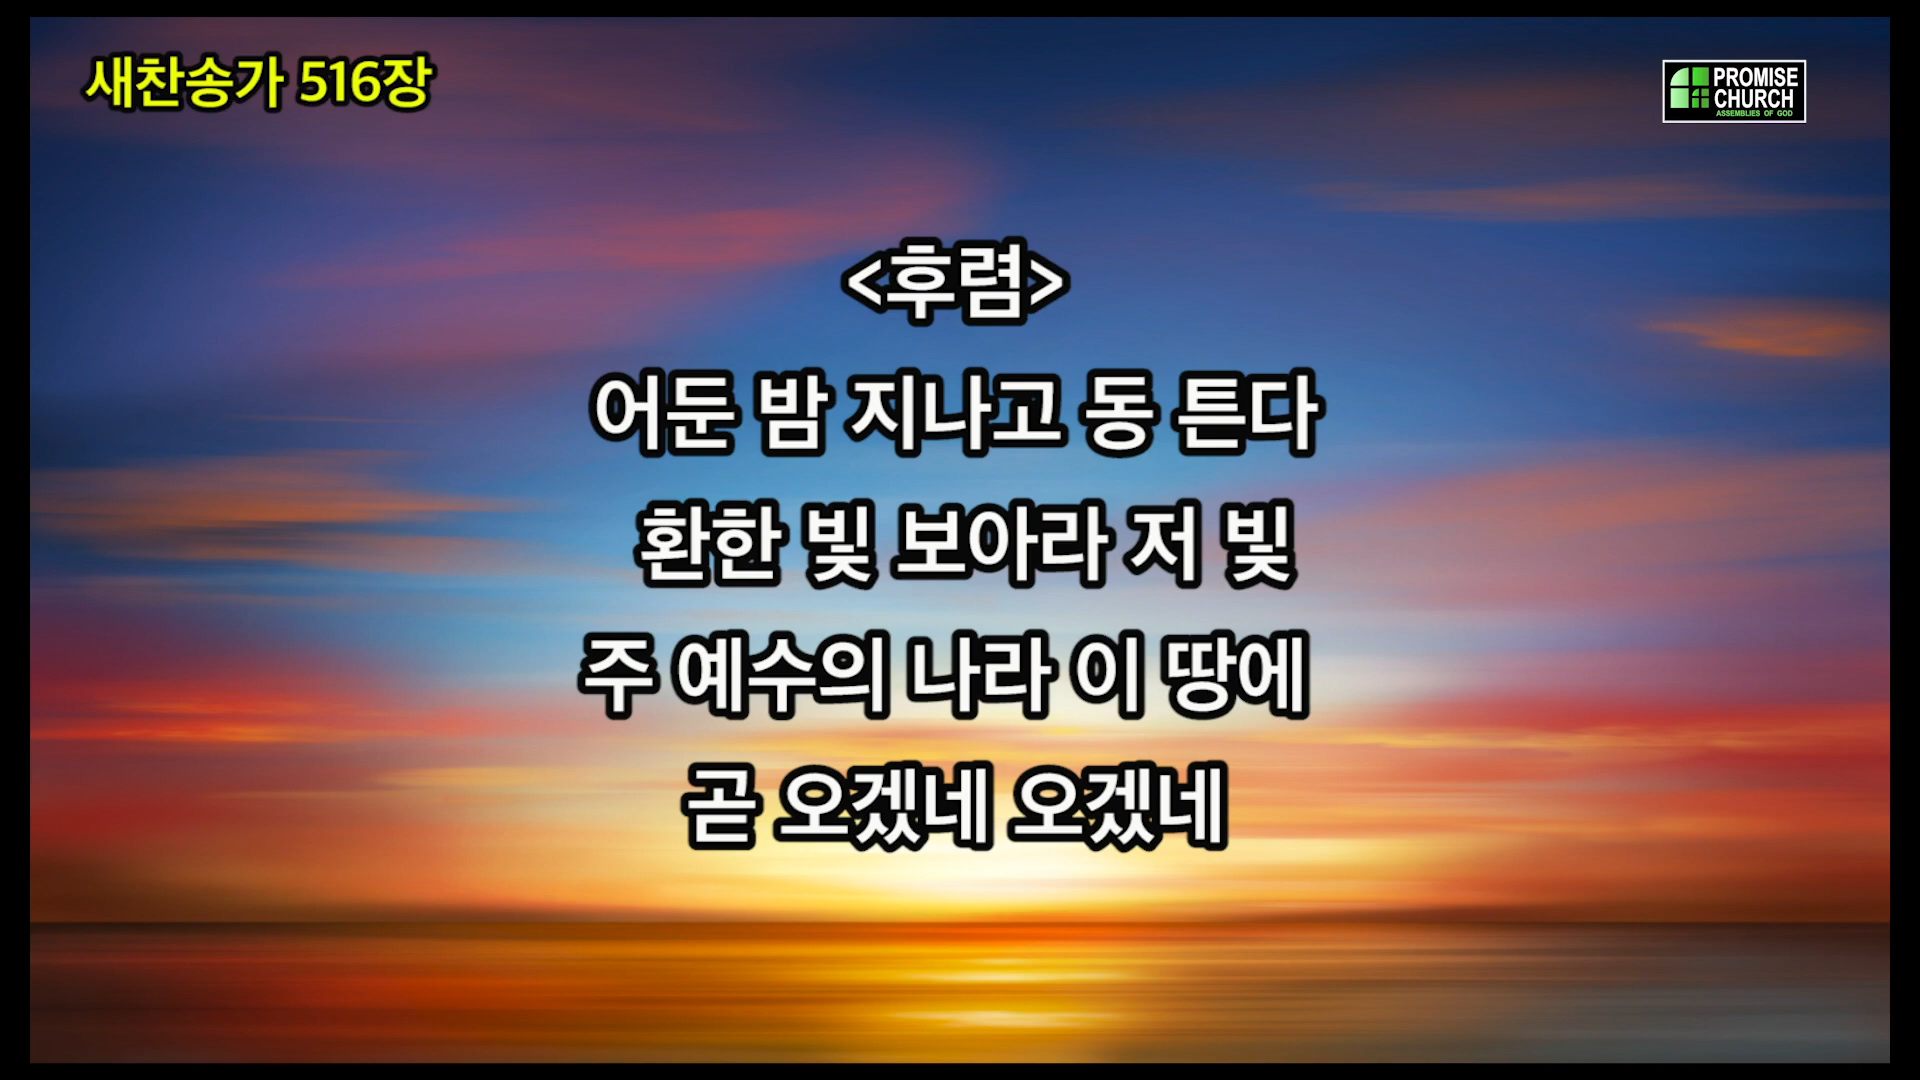 새찬송가 516장
PROMISE
CHURCH
ASSEMBLIES OF GOD
<후렴>
어둔 밤 지나고 동 튼다
환한 빛 보아라 저 빛
주 예수의 나라 이 땅에
곧 오겠네 오겠네